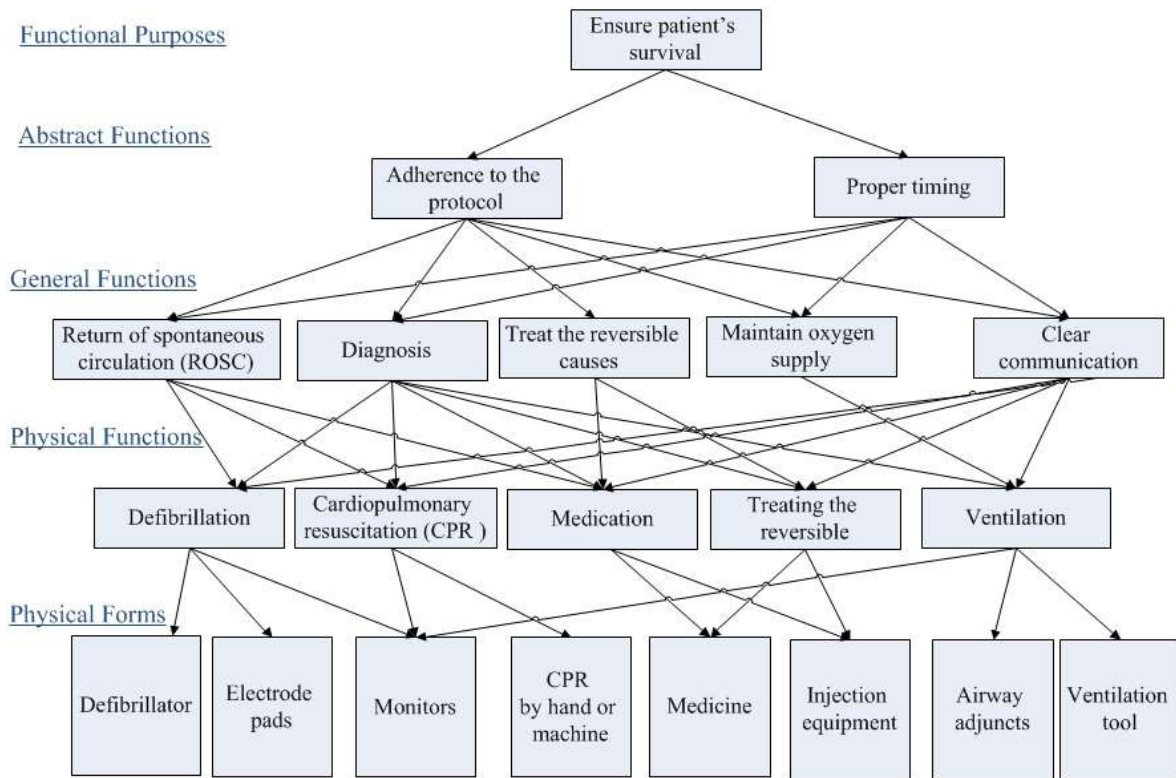 Functional Purposes
Ensure patient's
survival
Abstract Functions
Adherence to the
protocol
Proper timing
General Functions
Return of spontaneous
circulation (ROSC)
Diagnosis
Treat the reversible
causes
Maintain oxygen
supply
Clear
communication
Physical Functions
Defibrillation
Cardiopulmonary
resuscitation (CPR )
Medication
Treating the
reversible
Ventilation
Physical Forms
Defibrillator
Electrode
pads
Monitors
CPR
by hand or
machine
Medicine
Injection
equipment
Airway
adjuncts
Ventilation
tool